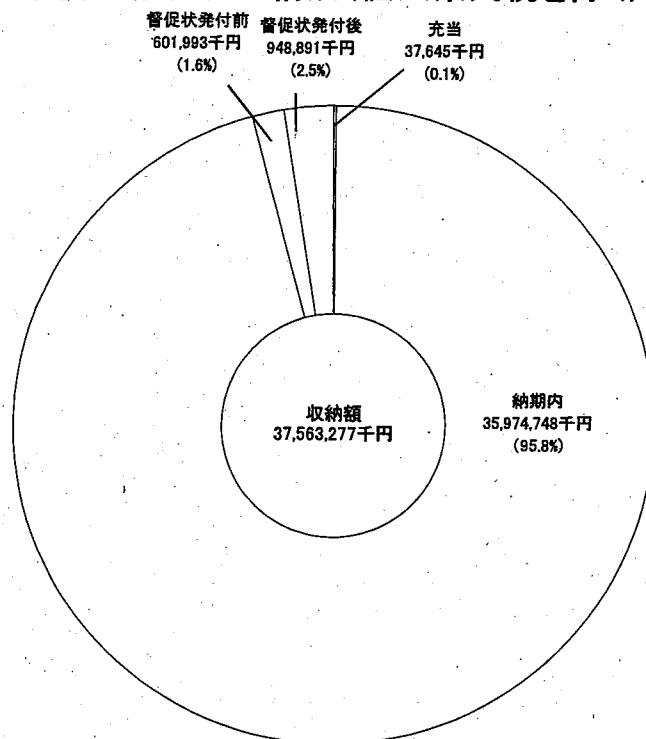 督促状発付前
601,993千円
(1.6%)
督促状発付後
948,891千円
(2.5%)
充当
37,645千円
(0.1%)
収納額
37,563,277千円
納期内
35,974,748千円
(95.8%)